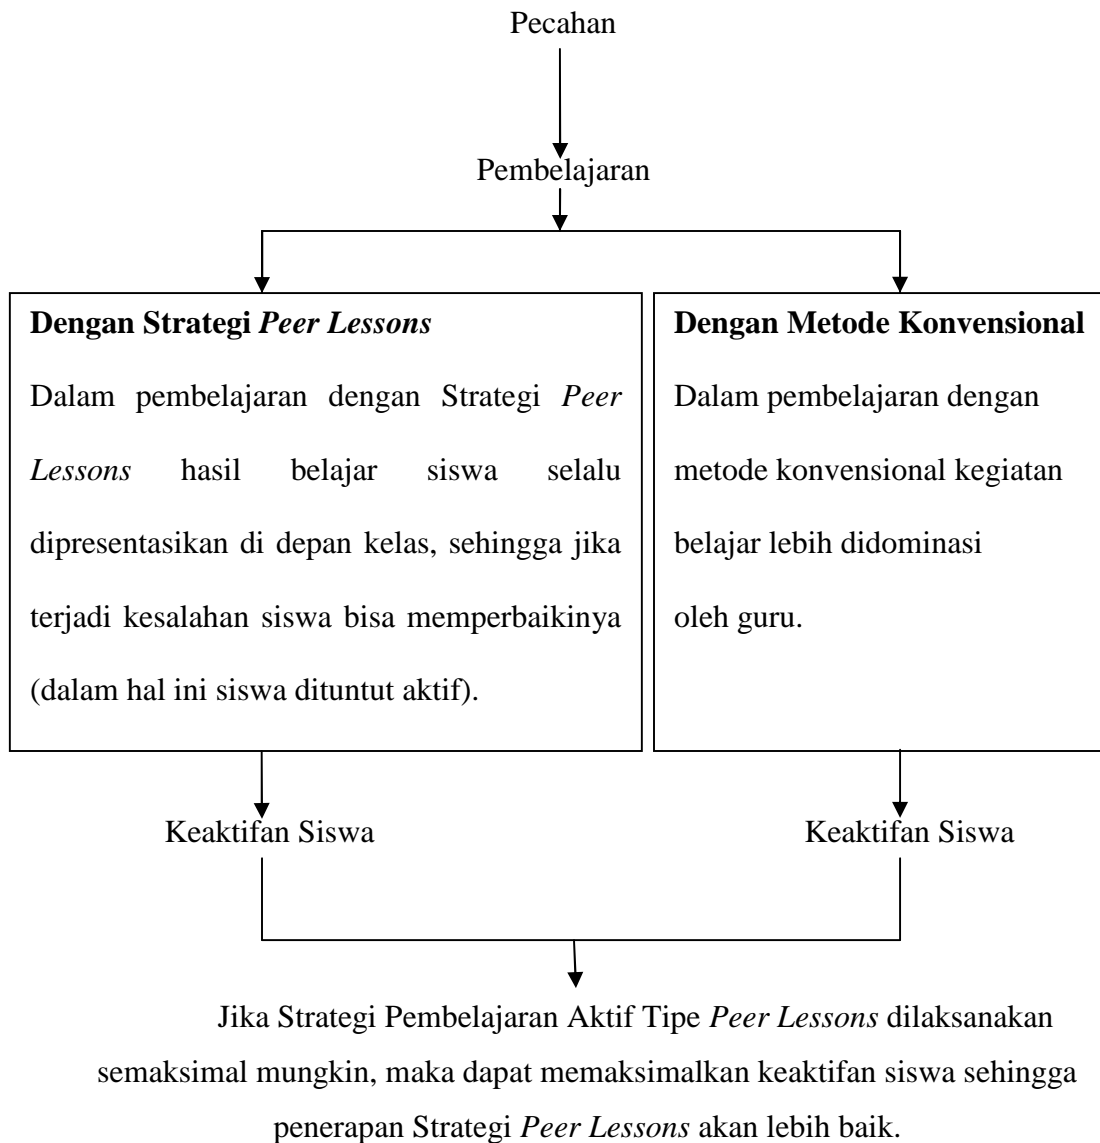 Pecahan
Pembelajaran
Dengan Strategi Peer Lessons
Dalam pembelajaran dengan Strategi Peer
Lessons hasil belajar siswa selalu
dipresentasikan di depan kelas, sehingga jika
terjadi kesalahan siswa bisa memperbaikinya
(dalam hal ini siswa dituntut aktif).
Dengan Metode Konvensional
Dalam pembelajaran dengan
metode konvensional kegiatan
belajar lebih didominasi
oleh guru.
Keaktifan Siswa
Keaktifan Siswa
Jika Strategi Pembelajaran Aktif Tipe Peer Lessons dilaksanakan
semaksimal mungkin, maka dapat memaksimalkan keaktifan siswa sehingga
penerapan Strategi Peer Lessons akan lebih baik.